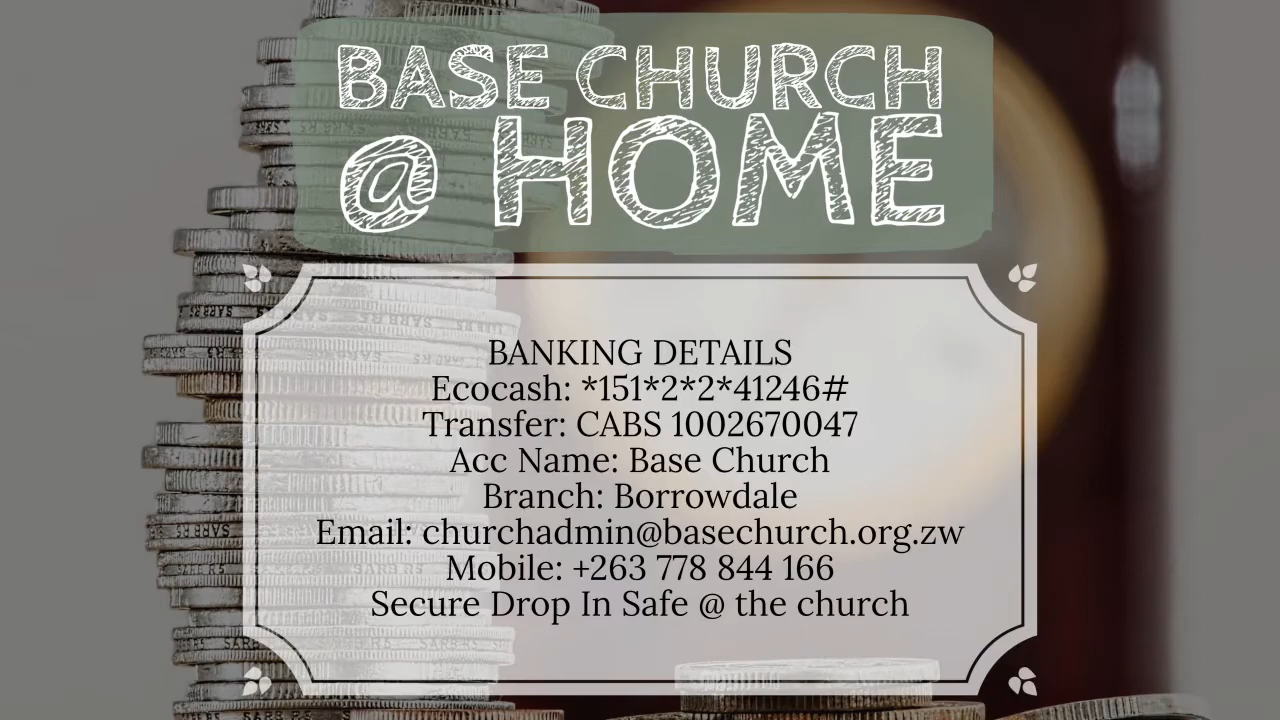 BASE CHURCH
@ HOME
BANKING DETAILS
Ecocash: *151*2*2*41246#
Transfer: CABS 1002670047
Acc Name: Base Church
Branch: Borrowdale
Email: churchadmin@basechurch.org.zw
Mobile: +263 778 844 166
Secure Drop In Safe @ the church